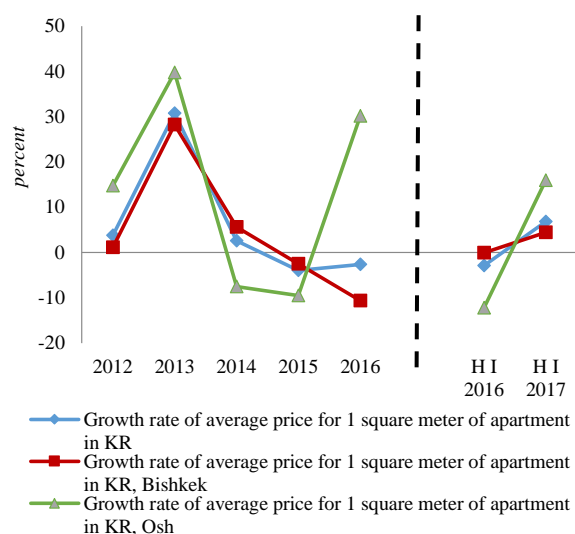 50
40
30
20
10
0
-10
-20
percent
2012 2013 2014 2015 2016 H I 2016 H I 2017
Growth rate of average price for 1 square meter of apartment
in KR
Growth rate of average price for 1 square meter of apartment
in KR, Bishkek
Growth rate of average price for 1 square meter of apartment
in KR, Osh